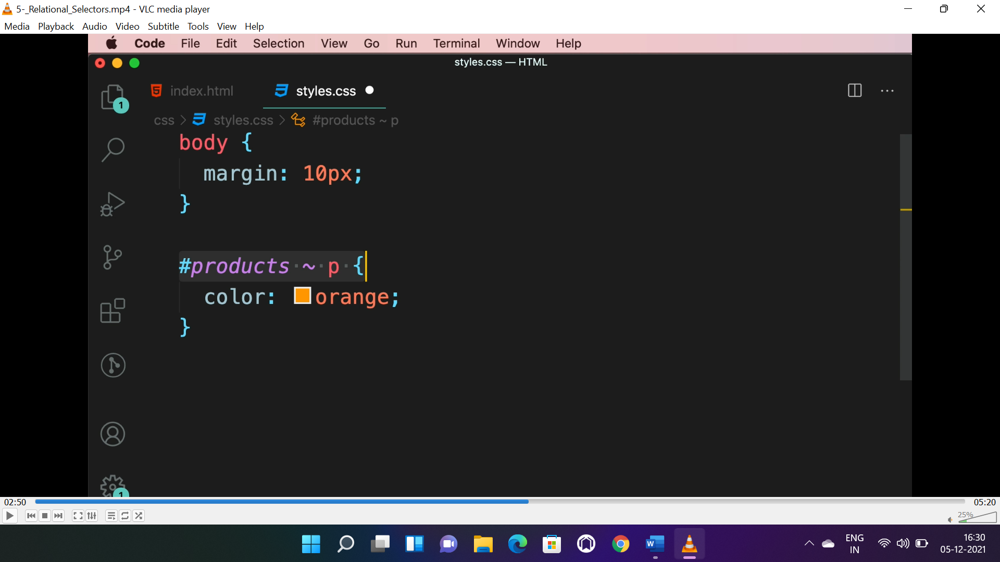 5-_Relational_Selectors.mp4 - VLC media player
Media Playback Audio Video Subtitle Tools View Help
Code File Edit Selection View Go Run Terminal Window Help
styles.css — HTML
index.html styles.css
1
css > styles.css > #products ~ p
body {
margin: 10px;
}
#products ~ p {
color: orange;
}
1
02:50 05:20
25%
ENG
IN
16:30
05-12-2021